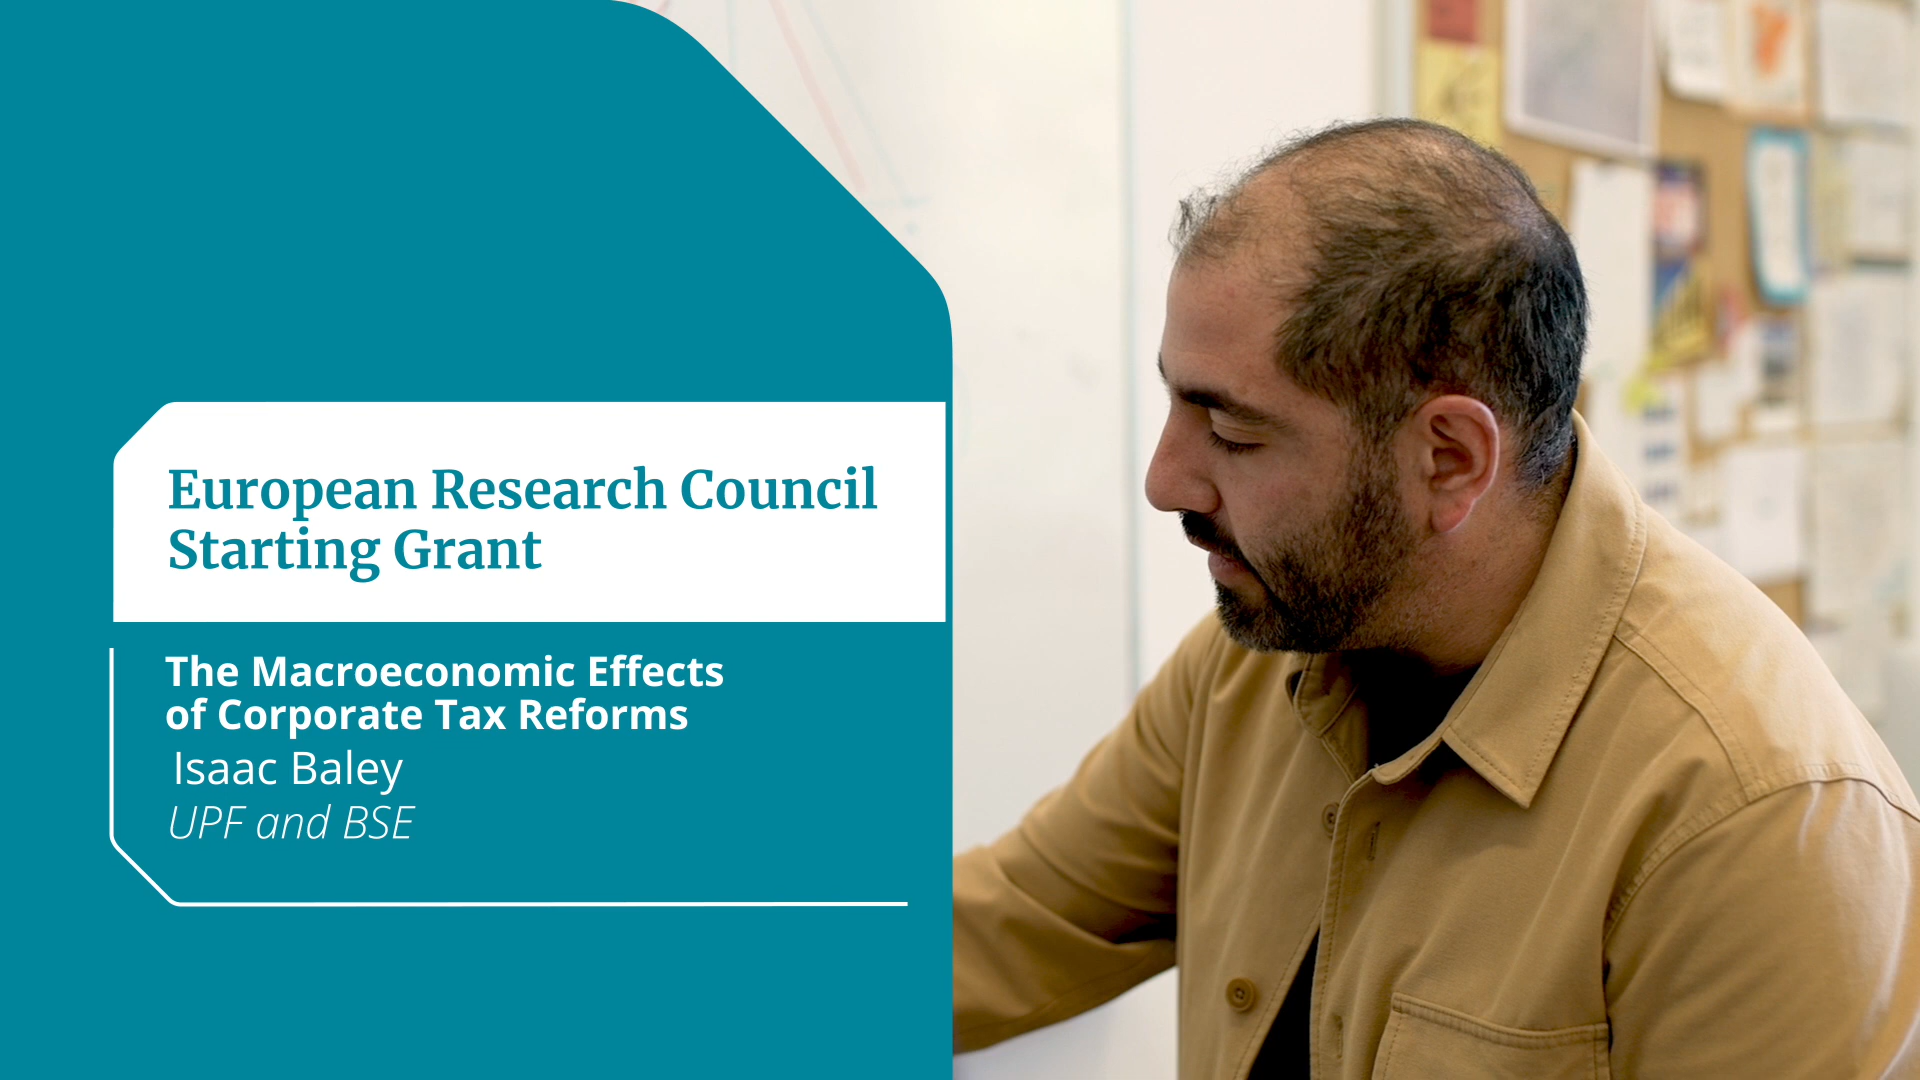 European Research Council
Starting Grant
The Macroeconomic Effects
of Corporate Tax Reforms
Isaac Baley
UPF and BSE